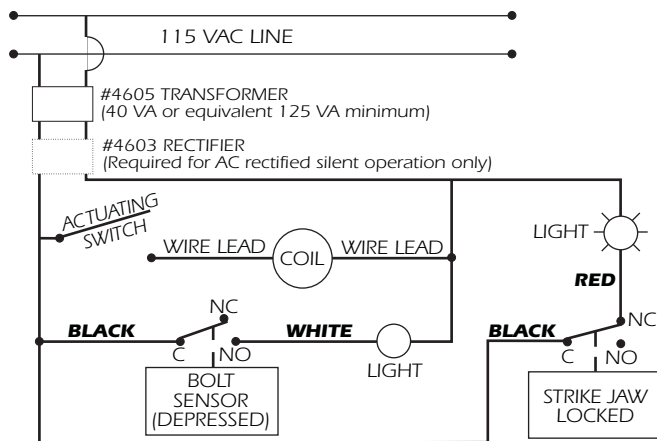 115 VAC LINE
#4605 TRANSFORMER
(40 VA or equivalent 125 VA minimum)
#4603 RECTIFIER
(Required for AC rectified silent operation only)
ACTUATING
SWITCH
WIRE LEAD
COIL
WIRE LEAD
LIGHT
RED
NC
BLACK
C
NO
WHITE
LIGHT
BOLT
SENSOR
(DEPRESSED)
BLACK
NC
C
NO
STRIKE JAW
LOCKED